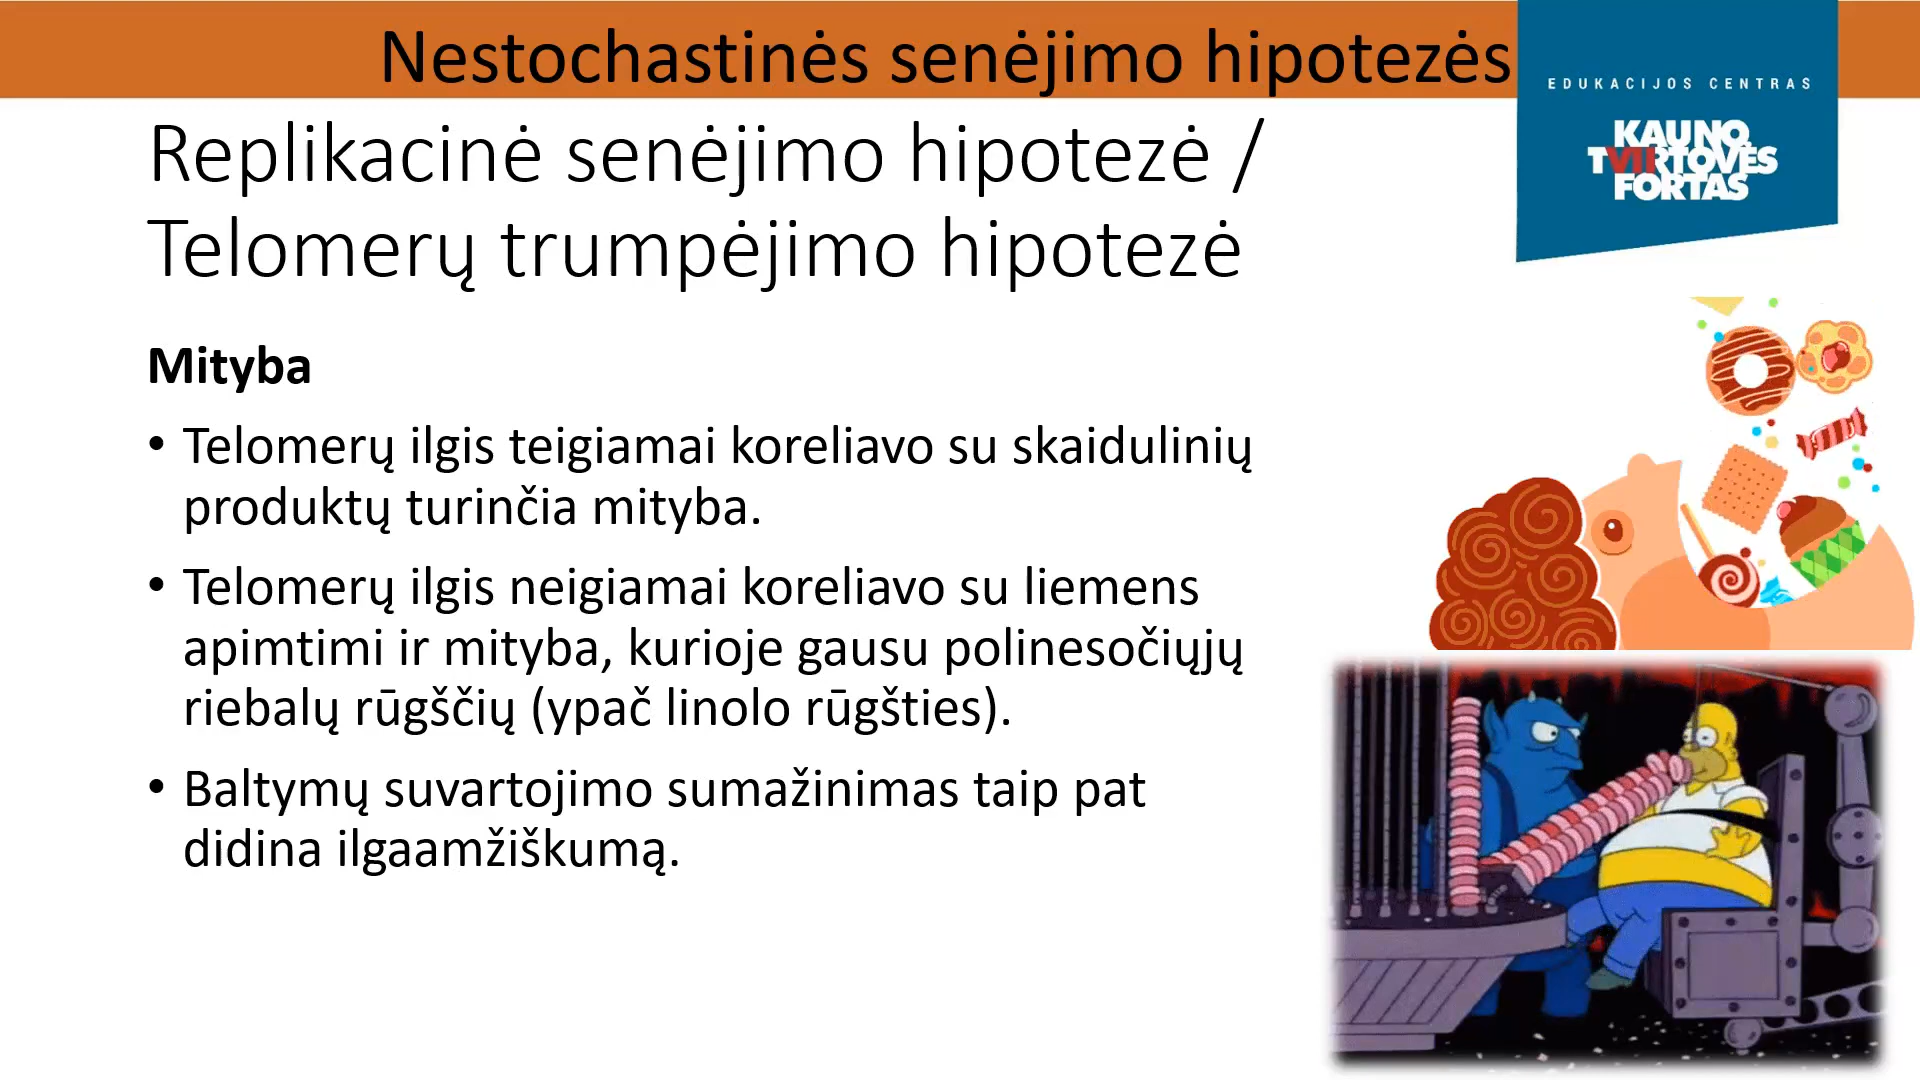 Nestochastinės senėjimo hipotezės
EDUKACIJOS CENTRAS
KAUNO
TVIRTOVĖS
FORTAS
Replikacinė senėjimo hipotezė /
Telomerų trumpėjimo hipotezė
Mityba
• Telomerų ilgis teigiamai koreliavo su skaidulinių
produktų turinčia mityba.
• Telomerų ilgis neigiamai koreliavo su liemens
apimtimi ir mityba, kurioje gausu polinesočiųjų
riebalų rūgščių (ypač linolo rūgšties).
• Baltymų suvartojimo sumažinimas taip pat
didina ilgaamžiškumą.